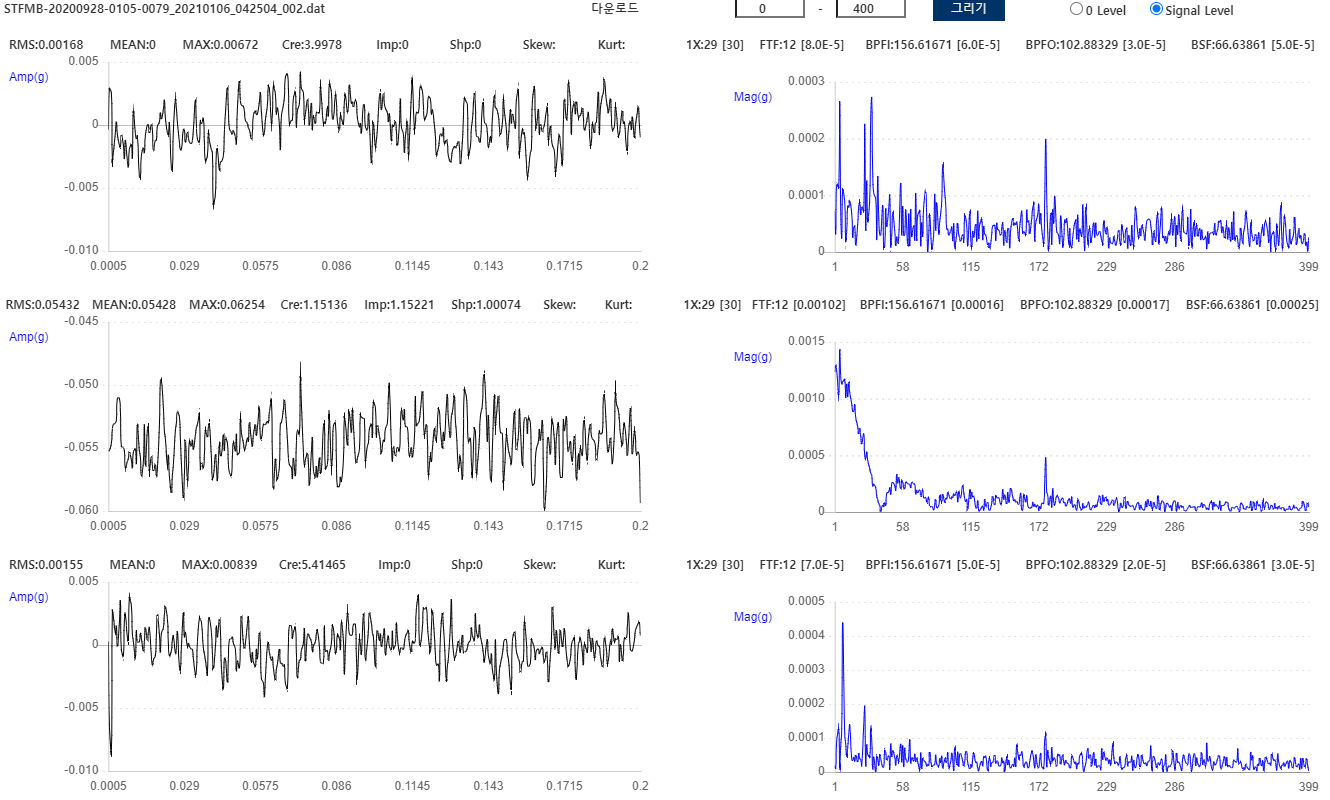 STFMB-20200928-0105-0079_20210106_042504_002.dat 다운로드 0 - 400 그리기 0 Level Signal Level
RMS:0.00168 MEAN:0 MAX:0.00672 Cre:3.9978 Imp:0 Shp:0 Skew: Kurt: 1X:29 [30] FTF:12 [8.0E-5] BPFI:156.61671 [6.0E-5] BPFO:102.88329 [3.0E-5] BSF:66.63861 [5.0E-5]
0.005
Amp(g)
0
-0.005
-0.010
0.0005 0.029 0.0575 0.086 0.1145 0.143 0.1715 0.2
0.0003
Mag(g)
0.0002
0.0001
0
1 58 115 172 229 286 399
RMS:0.05432 MEAN:0.05428 MAX:0.06254 Cre:1.15136 Imp:1.15221 Shp:1.00074 Skew: Kurt: 1X:29 [30] FTF:12 [0.00102] BPFI:156.61671 [0.00016] BPFO:102.88329 [0.00017] BSF:66.63861 [0.00025]
-0.045
Amp(g)
-0.050
-0.055
-0.060
0.0005 0.029 0.0575 0.086 0.1145 0.143 0.1715 0.2
0.0015
Mag(g)
0.0010
0.0005
0
1 58 115 172 229 286 399
RMS:0.00155 MEAN:0 MAX:0.00839 Cre:5.41465 Imp:0 Shp:0 Skew: Kurt: 1X:29 [30] FTF:12 [7.0E-5] BPFI:156.61671 [5.0E-5] BPFO:102.88329 [2.0E-5] BSF:66.63861 [3.0E-5]
0.005
Amp(g)
0
-0.005
-0.010
0.0005 0.029 0.0575 0.086 0.1145 0.143 0.1715 0.2
0.0005
Mag(g)
0.0004
0.0003
0.0002
0.0001
0
1 58 115 172 229 286 399